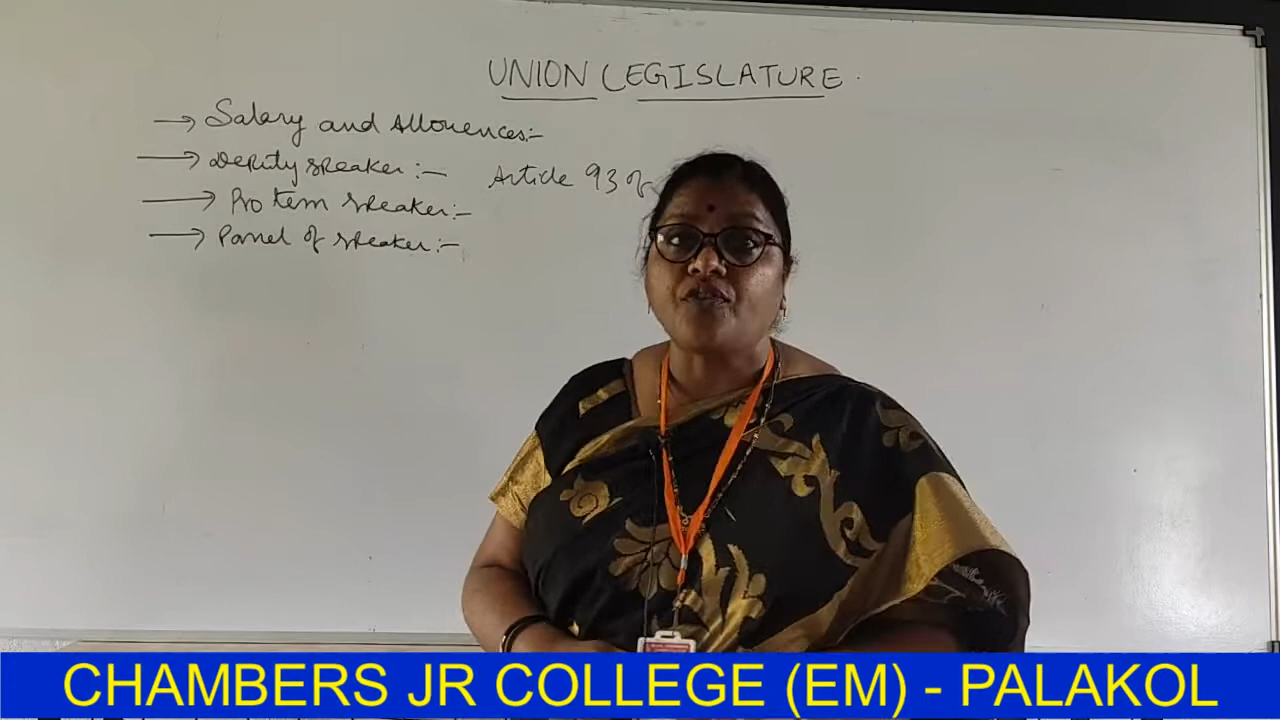 UNION LEGISLATURE.
→ Salary and Allowences:-
→ Deputy speaker:- Article 93 of
→ Pro tem speaker:-
→ Panel of speaker:-
CHAMBERS JR COLLEGE (EM) - PALAKOL